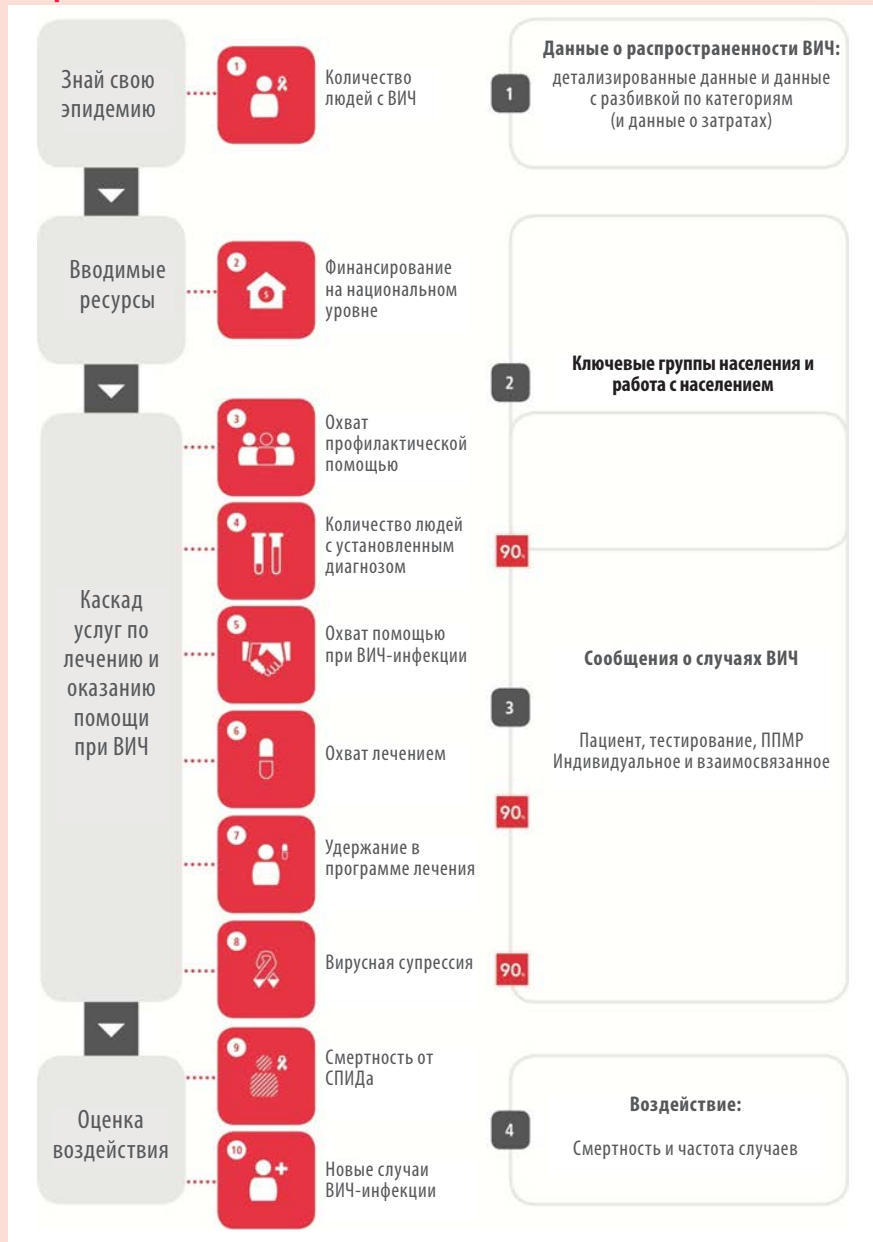 Знай свою
эпидемию
1
Количество
людей с ВИЧ
1
Данные о распространенности ВИЧ:
детализированные данные и данные
с разбивкой по категориям
(и данные о затратах)
Вводимые
ресурсы
2
$
Финансирование
на национальном
уровне
2
Ключевые группы населения и
работа с населением
Каскад
услуг по
лечению и
оказанию
помощи
при ВИЧ
3
Охват
профилактической
помощью
4
Количество людей
с установленным
диагнозом
90%
5
Охват помощью
при ВИЧ-инфекции
3
Сообщения о случаях ВИЧ
Пациент, тестирование, ППМР
Индивидуальное и взаимосвязанное
6
Охват лечением
90%
7
Удержание в
программе лечения
8
Вирусная супрессия
90%
Оценка
воздействия
9
Смертность от
СПИДа
10
Новые случаи
ВИЧ-инфекции
4
Воздействие:
Смертность и частота случаев